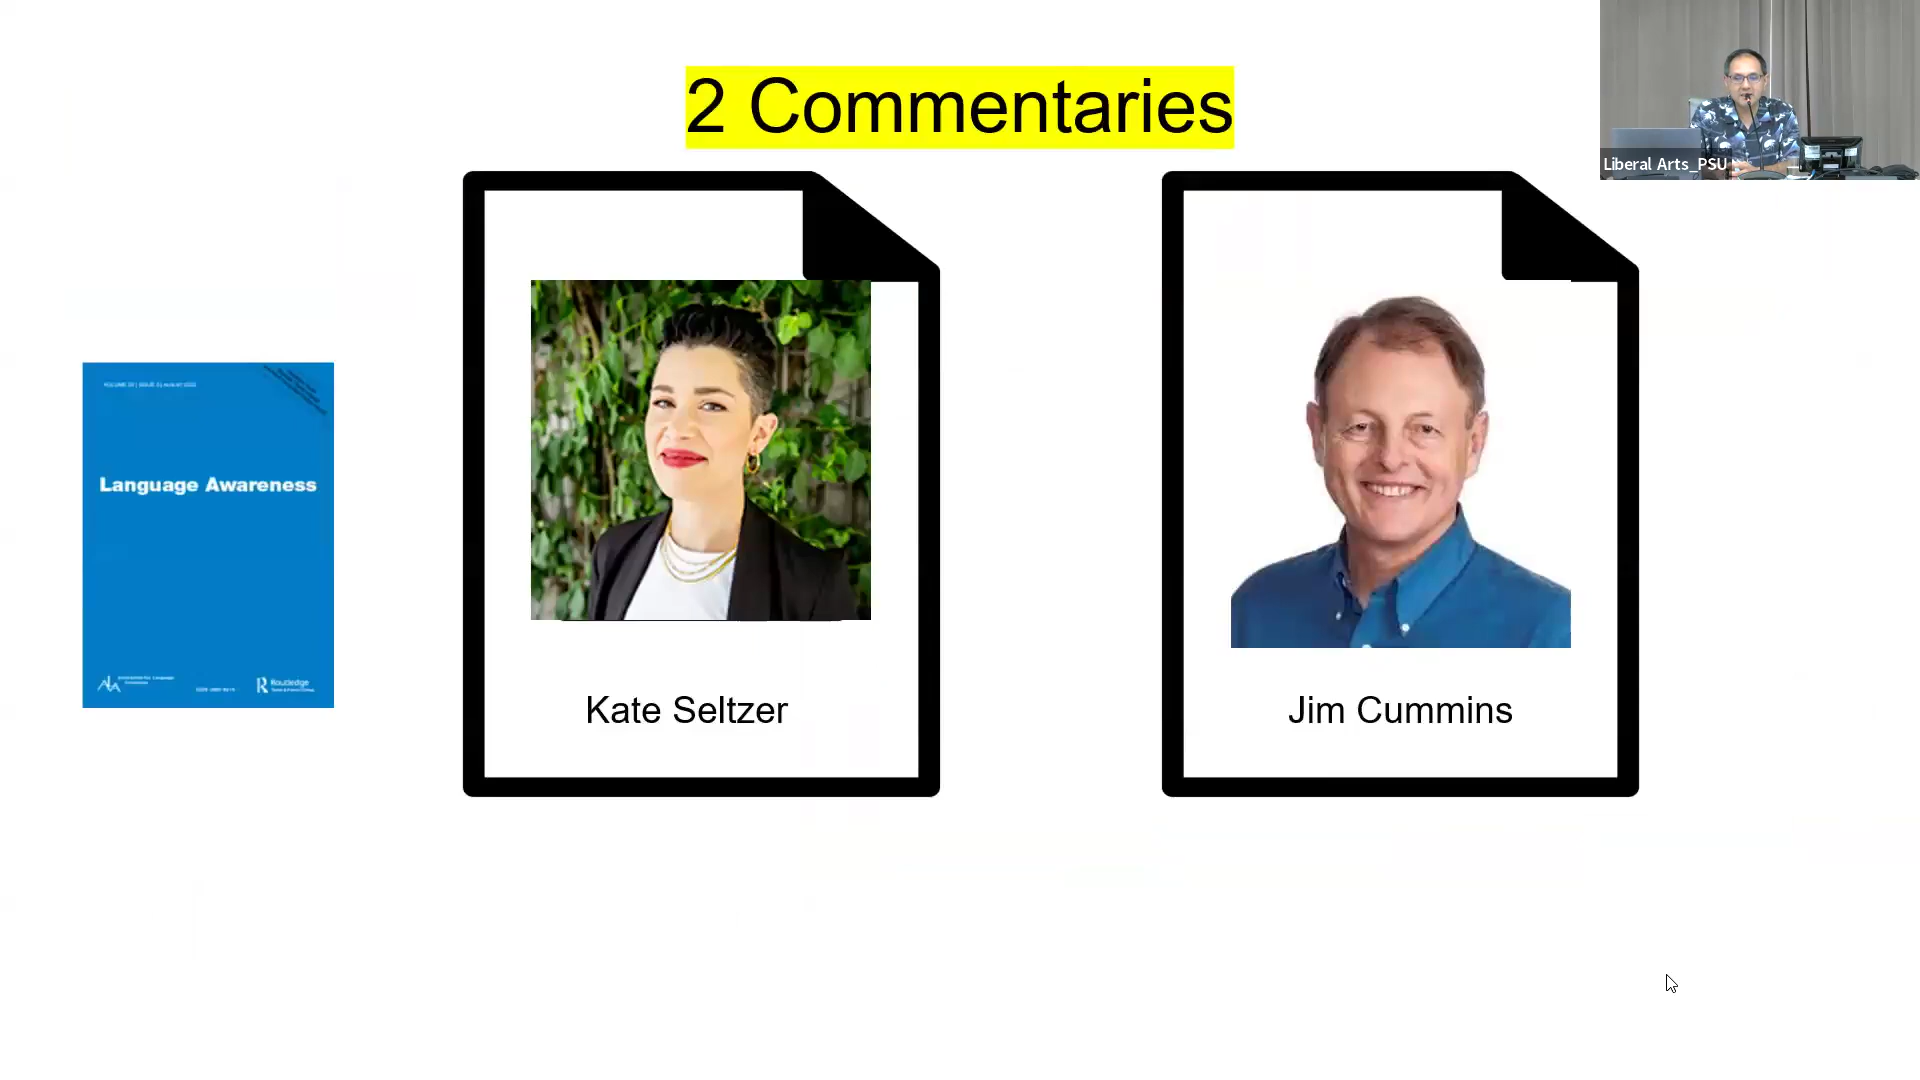 2 Commentaries
Liberal Arts_PSU
Language Awareness
Routledge
Kate Seltzer
Jim Cummins